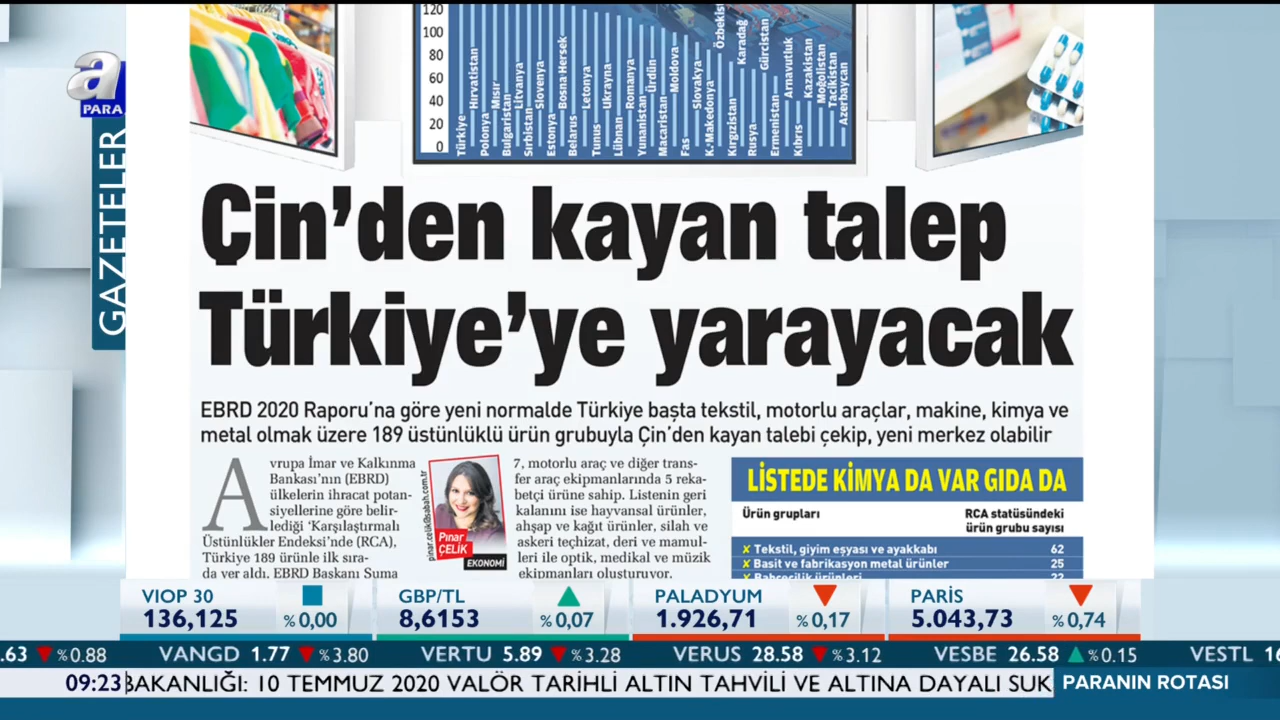 a
PARA
GAZETELER
120
100
80
60
40
20
0
Türkiye
Hırvatistan
Polonya
Mısır
Bulgaristan
Litvanya
Sırbistan
Slovenya
Estonya
Bosna Hersek
Belarus
Letonya
Tunus
Ukrayna
Lübnan
Romanya
Yunanistan
Ürdün
Macaristan
Moldova
Fas
Slovakya
K.-Makedonya
Kırgızistan
Karadağ
Rusya
Gürcistan
Ermenistan
Arnavutluk
Kıbrıs
Kazakistan
Moğolistan
Tacikistan
Azerbaycan
Çin’den kayan talep
Türkiye’ye yarayacak
EBRD 2020 Raporu’na göre yeni normalde Türkiye başta tekstil, motorlu araçlar, makine, kimya ve
metal olmak üzere 189 üstünlüklü ürün grubuyla Çin’den kayan talebi çekip, yeni merkez olabilir
Avrupa İmar ve Kalkınma
Bankası’nın (EBRD)
ülkelerin ihracat potan-
siyellerine göre belir-
lediği ‘Karşılaştırmalı
Üstünlükler Endeksi’nde (RCA),
Türkiye 189 ürünle ilk sıra-
da yer aldı. EBRD Başkanı Suma
pinar.celik@sabah.com.tr
Pınar
ÇELİK
EKONOMİ
7, motorlu araç ve diğer trans-
fer araç ekipmanlarında 5 reka-
betçi ürüne sahip. Listenin geri
kalanını ise hayvansal ürünler,
ahşap ve kağıt ürünler, silah ve
askeri teçhizat, deri ve mamul-
leri ile optik, medikal ve müzik
ekipmanları oluşturuyor.
LİSTEDE KİMYA DA VAR GIDA DA
Ürün grupları
RCA statüsündeki
ürün grubu sayısı
✘ Tekstil, giyim eşyası ve ayakkabı 62
✘ Basit ve fabrikasyon metal ürünler 25
✘ Bahçecilik ürünleri 22
VIOP 30
136,125 %0,00
GBP/TL
8,6153 %0,07
PALADYUM
1.926,71 %0,17
PARİS
5.043,73 %0,74
.63 %0.88 VANGD 1.77 %3.80 VERTU 5.89 %3.28 VERUS 28.58 %3.12 VESBE 26.58 %0.15 VESTL 16
09:23 BAKANLIĞI: 10 TEMMUZ 2020 VALÖR TARİHLİ ALTIN TAHVİLİ VE ALTINA DAYALI SUK PARANIN ROTASI